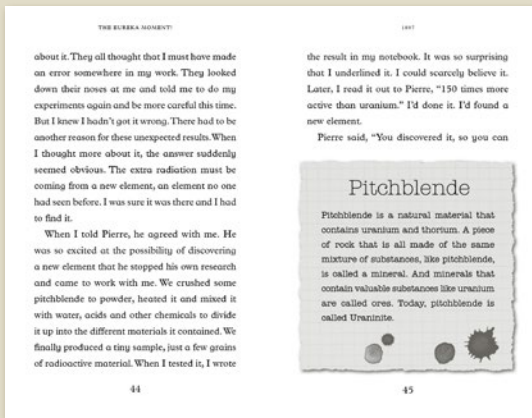 THE EUREKA MOMENT!
about it. They all thought that I must have made
an error somewhere in my work. They looked
down their noses at me and told me to do my
experiments again and be more careful this time.
But I knew I hadn't got it wrong. There had to be
another reason for these unexpected results. When
I thought more about it, the answer suddenly
seemed obvious. The extra radiation must be
coming from a new element, an element no one
had seen before. I was sure it was there and I had
to find it.
When I told Pierre, he agreed with me. He
was so excited at the possibility of discovering
a new element that he stopped his own research
and came to work with me. We crushed some
pitchblende to powder, heated it and mixed it
with water, acids and other chemicals to divide
it up into the different materials it contained. We
finally produced a tiny sample, just a few grains
of radioactive material. When I tested it, I wrote
44
1897
the result in my notebook. It was so surprising
that I underlined it. I could scarcely believe it.
Later, I read it out to Pierre, “150 times more
active than uranium.” I'd done it. I'd found a
new element.
Pierre said, “You discovered it, so you can
Pitchblende
Pitchblende is a natural material that
contains uranium and thorium. A piece
of rock that is all made of the same
mixture of substances, like pitchblende,
is called a mineral. And minerals that
contain valuable substances like uranium
are called ores. Today, pitchblende is
called Uraninite.
45